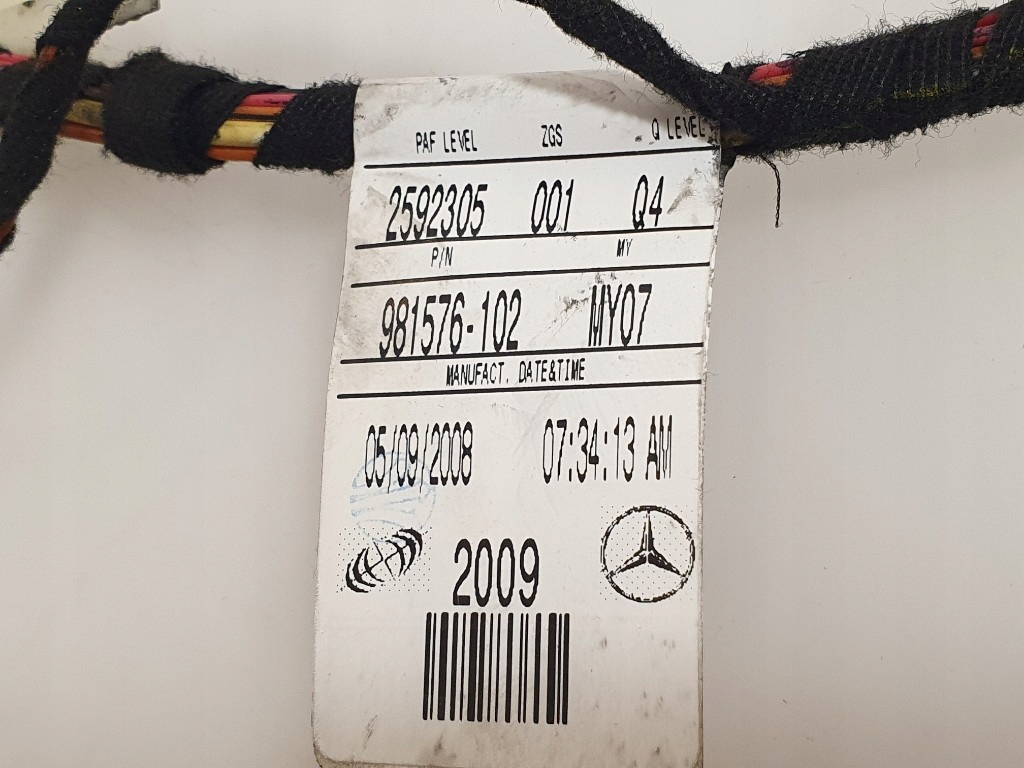 PAF LEVEL ZGS Q LEVEL
2592305 001 Q4
P/N MY
981576-102 MY07
MANUFACT. DATE&TIME
05/09/2008 07:34:13 AM
2009